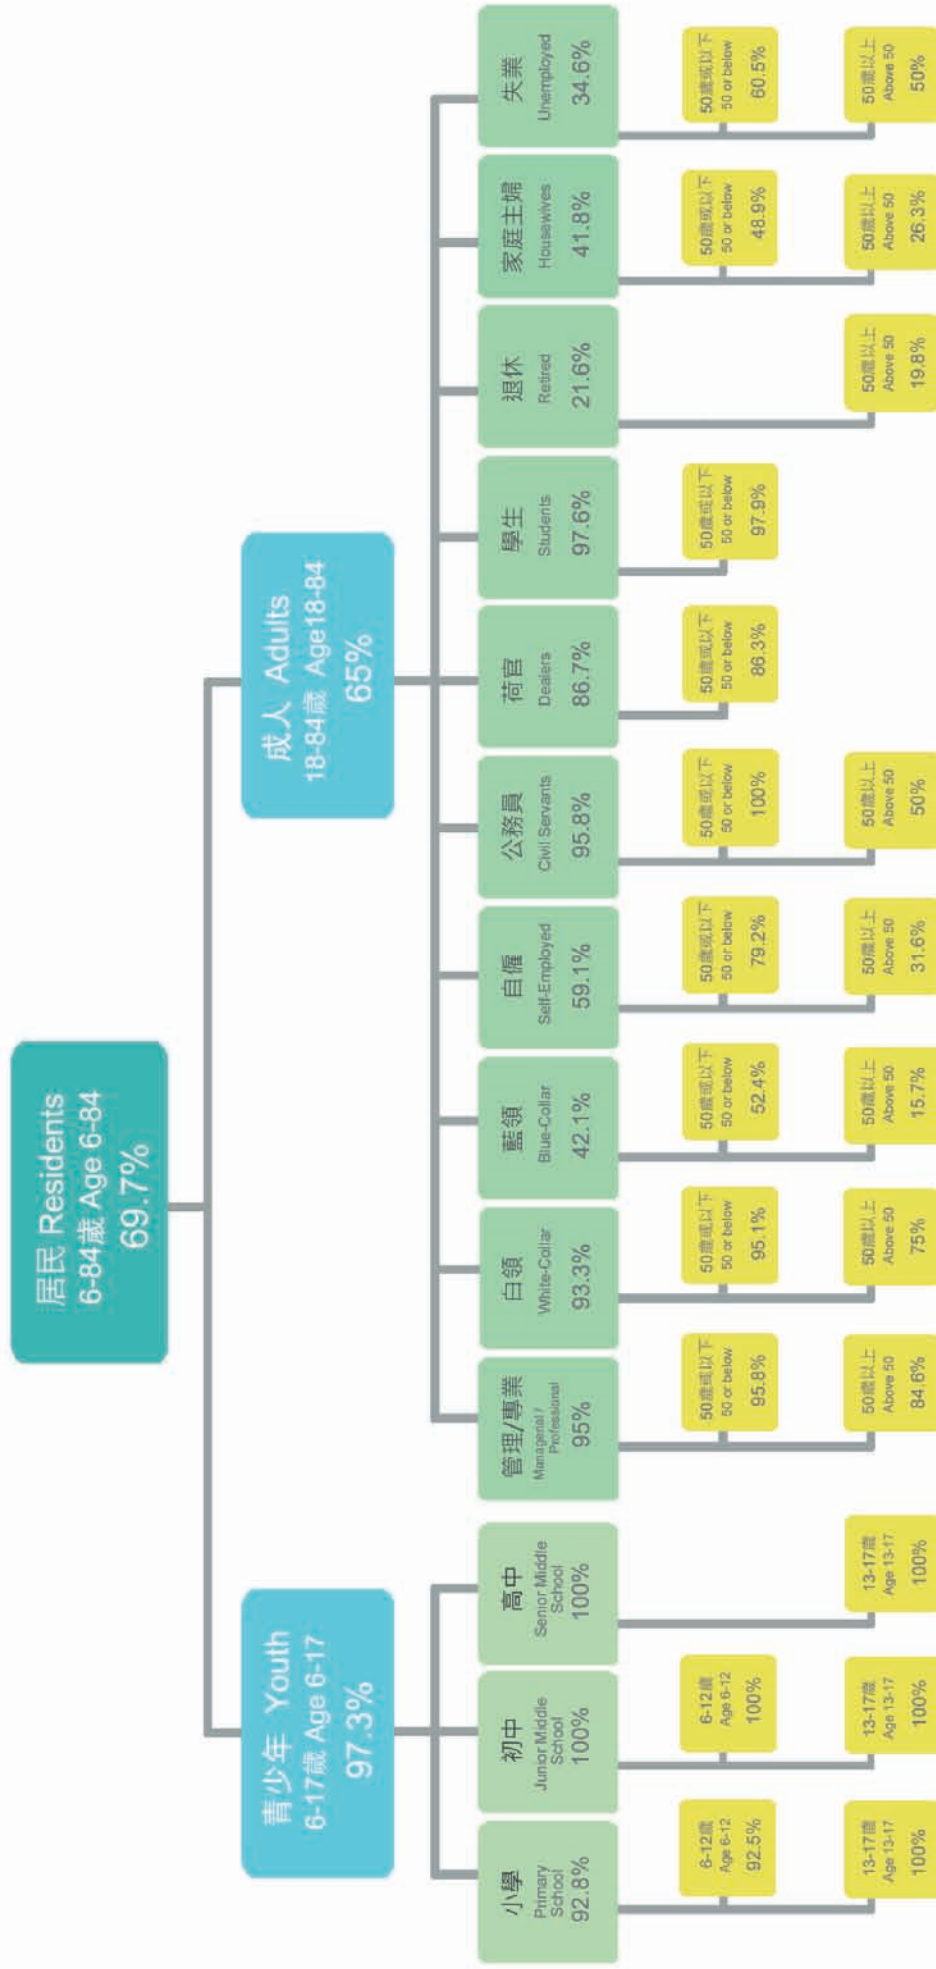 居民 Residents
6-84歲 Age 6-84
69.7%
青少年 Youth
6-17歲 Age 6-17
97.3%
成人 Adults
18-84歲 Age18-84
65%
小學
Primary
School
92.8%
初中
Junior Middle
School
100%
高中
Senior Middle
School
100%
管理/專業
Managerial /
Professional
95%
白領
White-Collar
93.3%
藍領
Blue-Collar
42.1%
自僱
Self-Employed
59.1%
公務員
Civil Servants
95.8%
荷官
Dealers
86.7%
學生
Students
97.6%
退休
Retired
21.6%
家庭主婦
Housewives
41.8%
失業
Unemployed
34.6%
6-12歲
Age 6-12
92.5%
6-12歲
Age 6-12
100%
50歲或以下
50 or below
95.8%
50歲或以下
50 or below
95.1%
50歲或以下
50 or below
52.4%
50歲或以下
50 or below
79.2%
50歲或以下
50 or below
100%
50歲或以下
50 or below
86.3%
50歲或以下
50 or below
97.9%
50歲或以下
50 or below
48.9%
50歲或以下
50 or below
60.5%
13-17歲
Age 13-17
100%
13-17歲
Age 13-17
100%
13-17歲
Age 13-17
100%
50歲以上
Above 50
84.6%
50歲以上
Above 50
75%
50歲以上
Above 50
15.7%
50歲以上
Above 50
31.6%
50歲以上
Above 50
50%
50歲以上
Above 50
19.8%
50歲以上
Above 50
26.3%
50歲以上
Above 50
50%